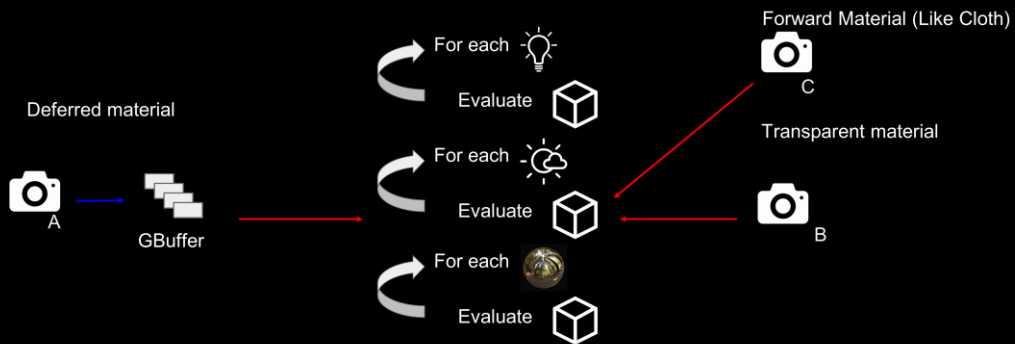 Forward Material (Like Cloth)
For each
C
Evaluate
Deferred material
Transparent material
For each
A
GBuffer
Evaluate
B
For each
Evaluate